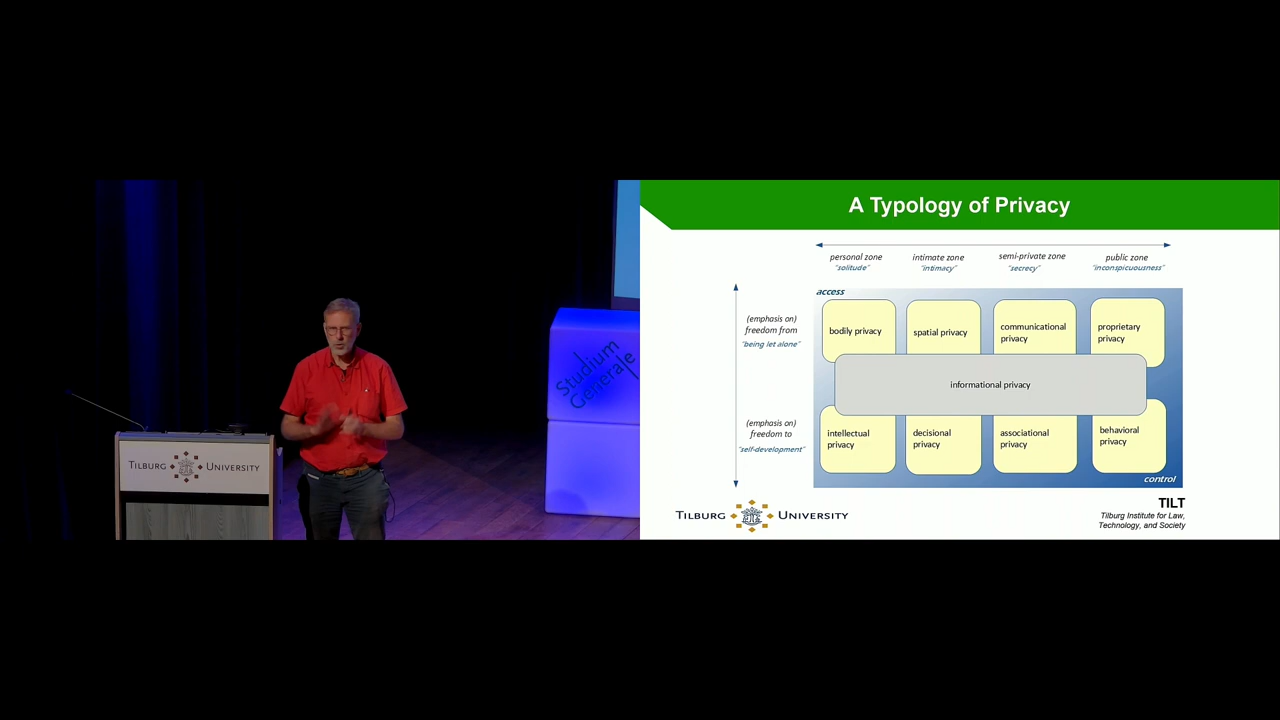 Studium
Generale
TILBURG UNIVERSITY
A Typology of Privacy
personal zone
"solitude"
intimate zone
"intimacy"
semi-private zone
"secrecy"
public zone
"inconspicuousness"
access
(emphasis on)
freedom from
"being let alone"
bodily privacy
spatial privacy
communicational
privacy
proprietary
privacy
informational privacy
(emphasis on)
freedom to
"self-development"
intellectual
privacy
decisional
privacy
associational
privacy
behavioral
privacy
control
TILBURG UNIVERSITY
TILT
Tilburg Institute for Law,
Technology, and Society